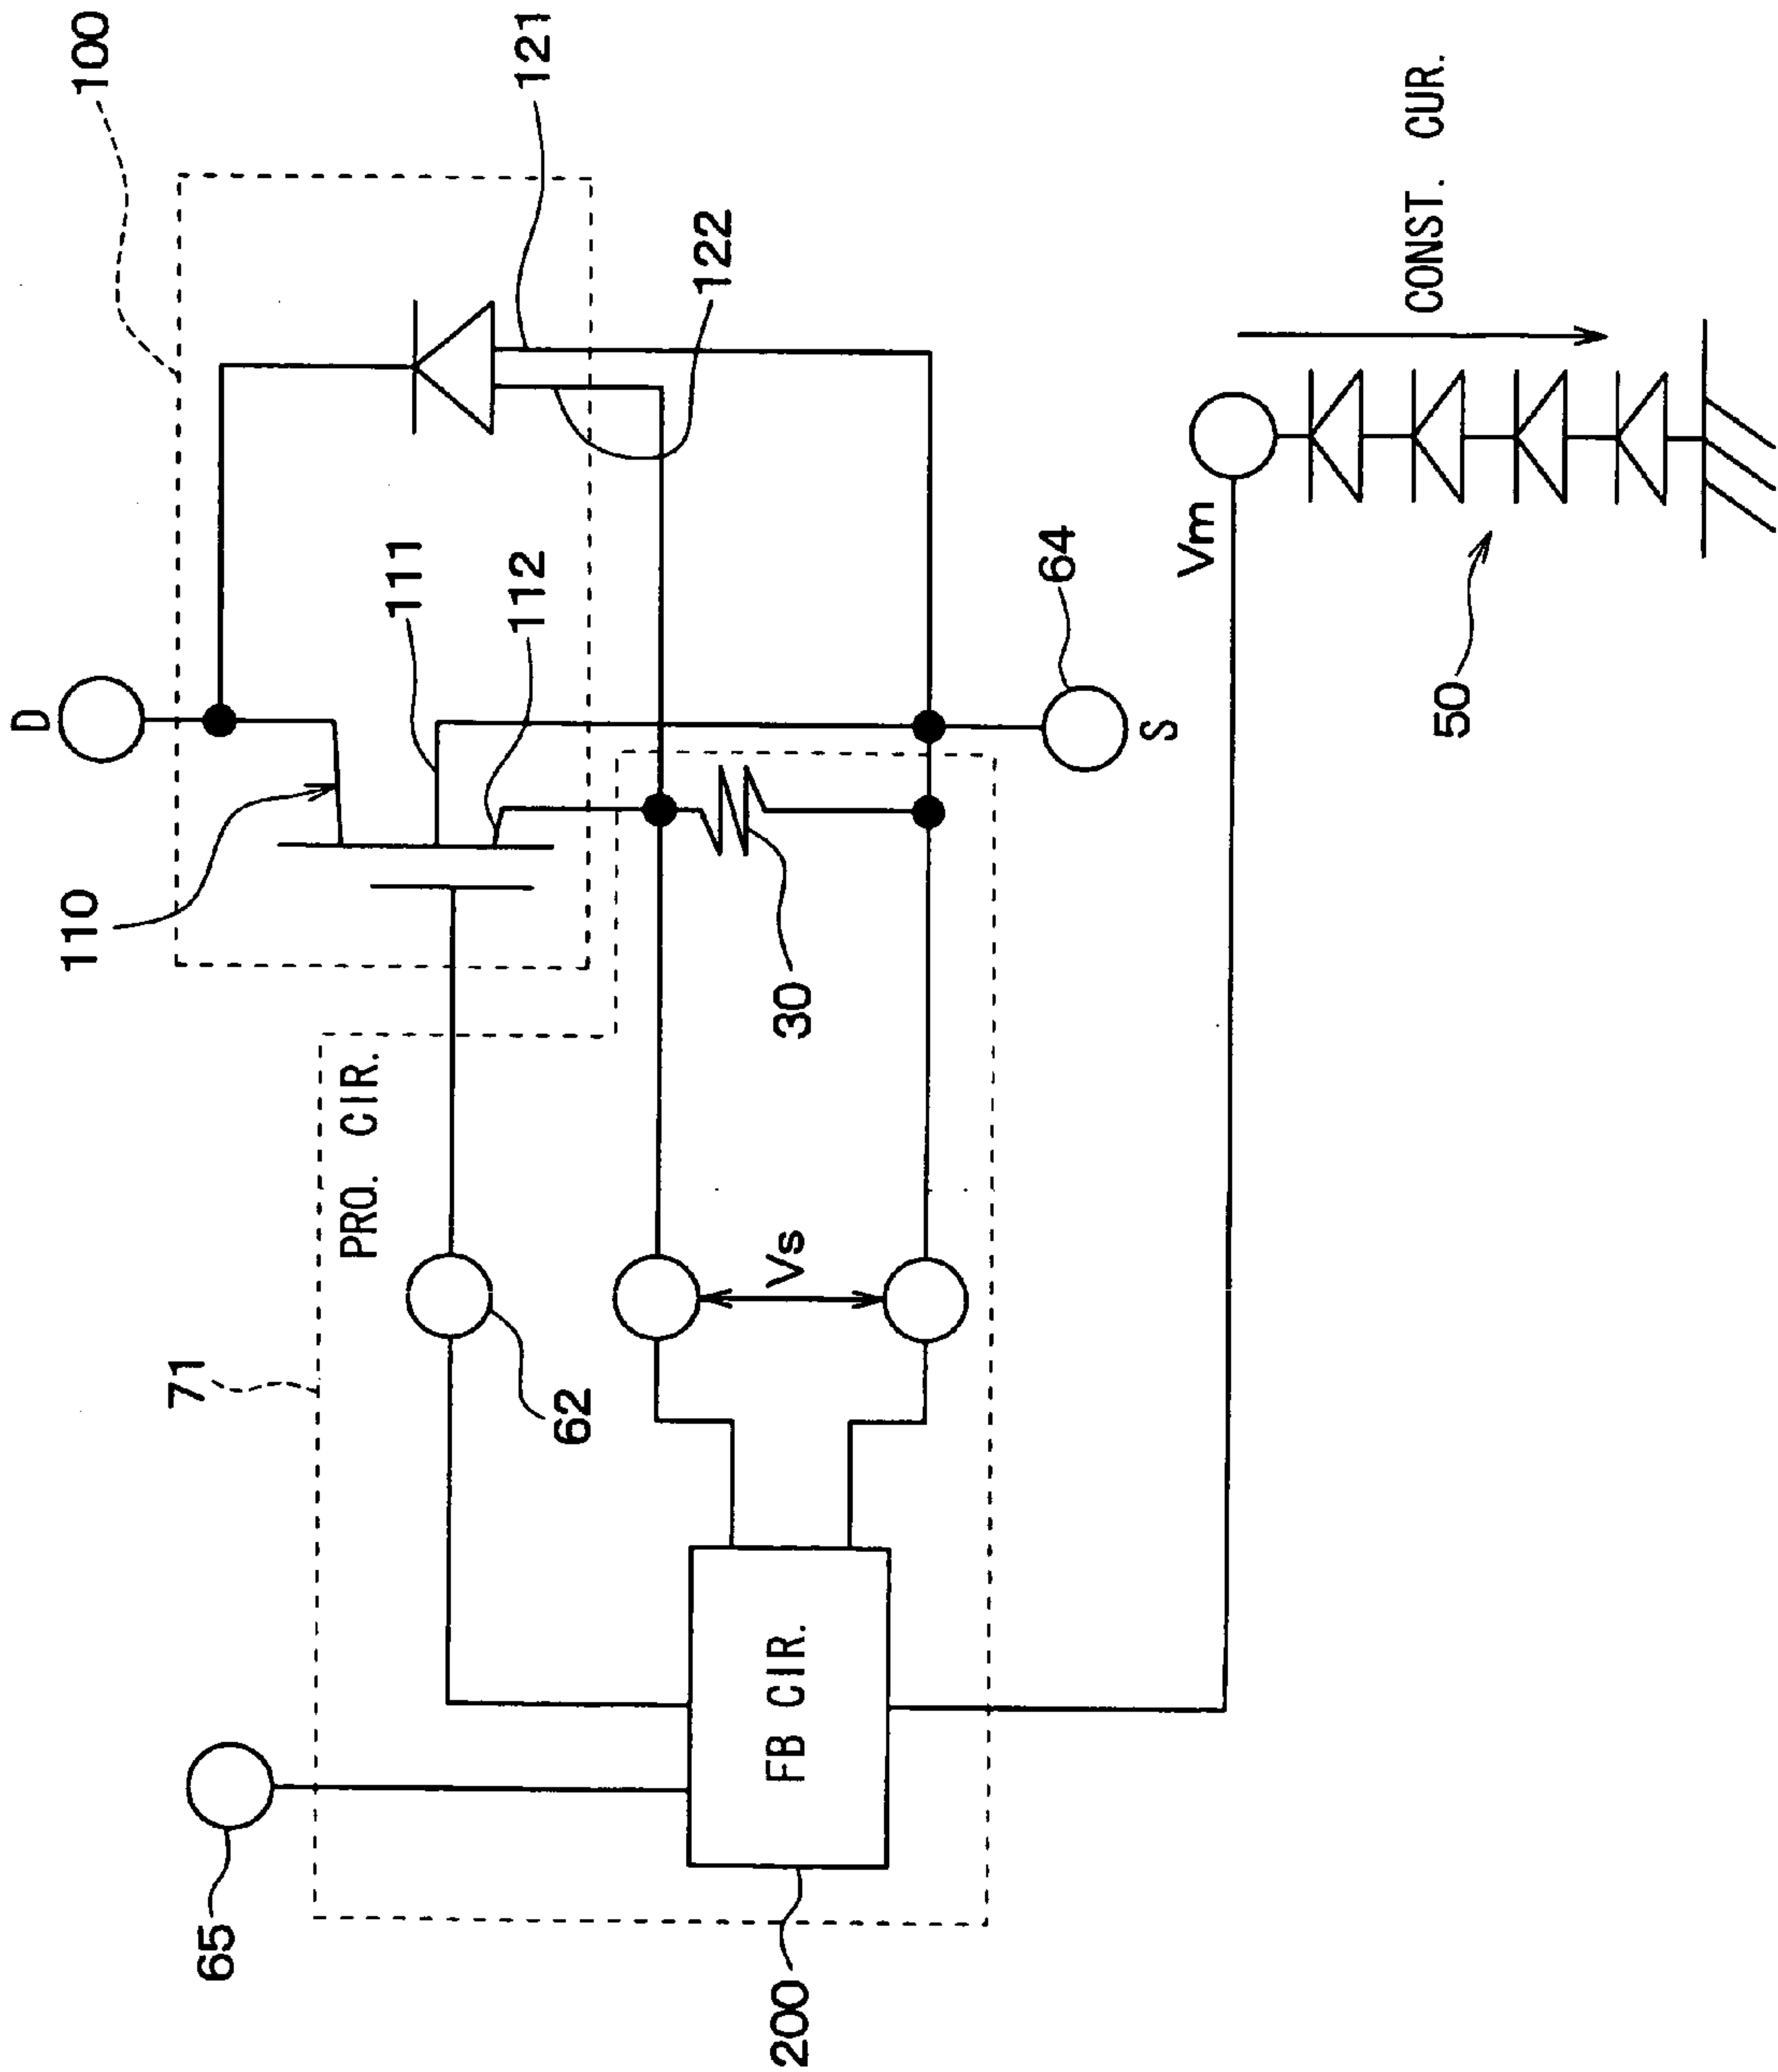 100
D
110
111
112
121
122
71
PRO. CIR.
65
62
Vs
30
FB CIR.
200
64
S
Vm
50
CONST. CUR.